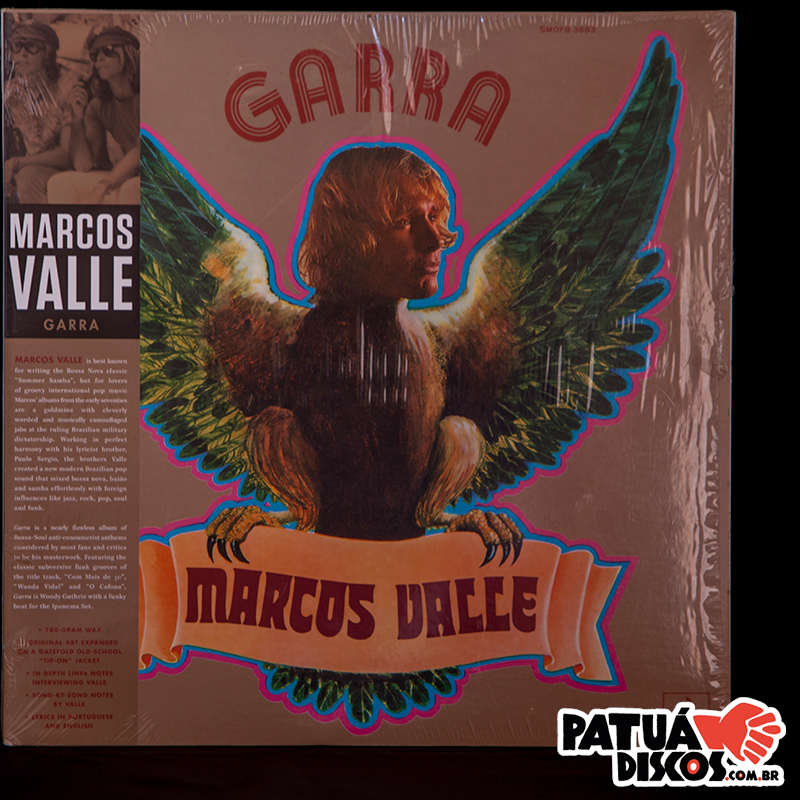 SMOFB 3683
GARRA
MARCOS
VALLE
GARRA
MARCOS VALLE is best known
for writing the Bossa Nova classic
"Summer Samba", but for lovers
of groovy international pop music
Marcos' albums from the early seventies
are a goldmine with cleverly
worded and musically camouflaged
jabs at the ruling Brazilian military
dictatorship. Working in perfect
harmony with his lyricist brother,
Paulo Sergio, the brothers Valle
created a new modern Brazilian pop
sound that mixed bossa nova, baião
and samba effortlessly with foreign
influences like jazz, rock, pop, soul
and funk.
Garra is a nearly flawless album of
Bossa-Soul anti-consumerist anthems
considered by most fans and critics
to be his masterwork. Featuring the
classic subversive funk grooves of
the title track, "Com Mais de 30",
"Wanda Vidal" and "O Cafona",
Garra is Woody Guthrie with a funky
beat for the Ipanema Set.
• 180-GRAM WAX
• ORIGINAL ART EXPANDED
ON A GATEFOLD OLD-SCHOOL
"TIP-ON" JACKET
• IN-DEPTH LINER NOTES
INTERVIEWING VALLE
• SONG-BY-SONG NOTES
BY VALLE
• LYRICS IN PORTUGUESE
AND ENGLISH
MARCOS VALLE
PATUÁ
DISCOS.COM.BR